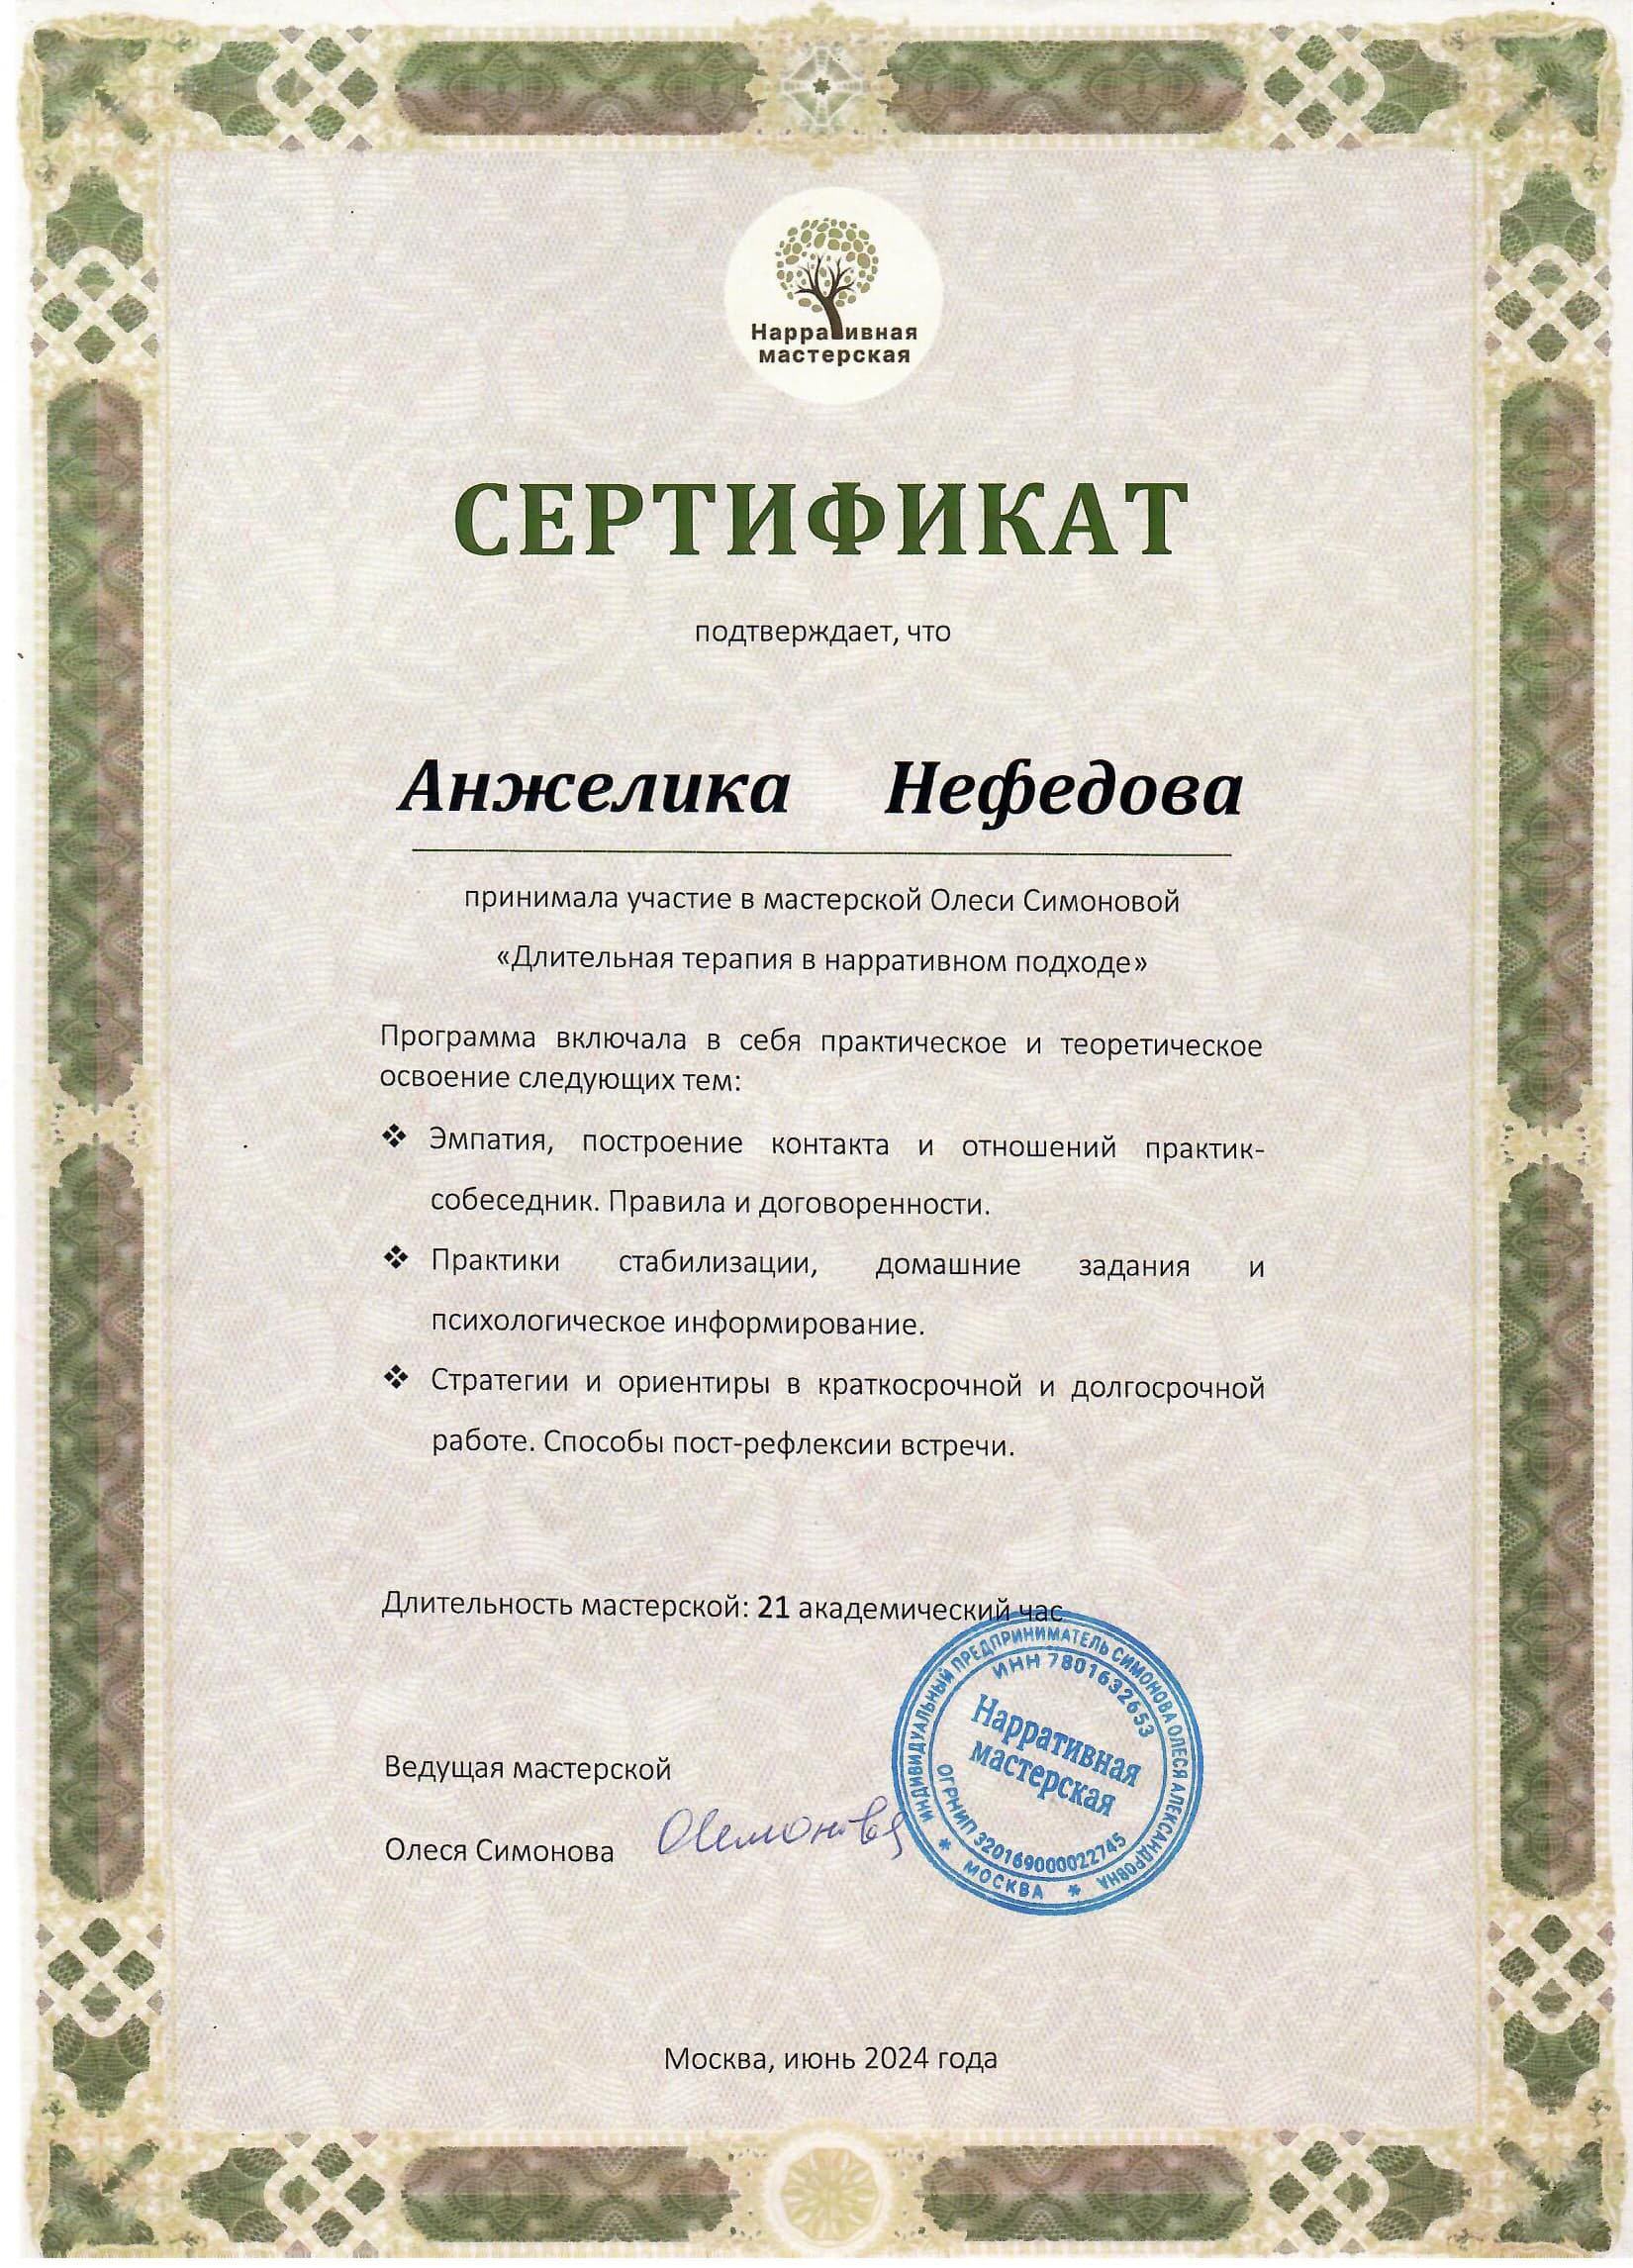 Нарративная
мастерская
СЕРТИФИКАТ
подтверждает, что
Анжелика Нефедова
принимала участие в мастерской Олеси Симоновой
«Длительная терапия в нарративном подходе»
Программа включала в себя практическое и теоретическое
освоение следующих тем:
❖ Эмпатия, построение контакта и отношений практик-
собеседник. Правила и договоренности.
❖ Практики стабилизации, домашние задания и
психологическое информирование.
❖ Стратегии и ориентиры в краткосрочной и долгосрочной
работе. Способы пост-рефлексии встречи.
Длительность мастерской: 21 академический час
ИНДИВИДУАЛЬНЫЙ ПРЕДПРИНИМАТЕЛЬ СИМОНОВА ОЛЕСЯ АЛЕКСАНДРОВНА
ИНН 7801632653
Нарративная
мастерская
ОГРНИП 320169000022745
* МОСКВА *
Ведущая мастерской
Олеся Симонова
Симонова
Москва, июнь 2024 года